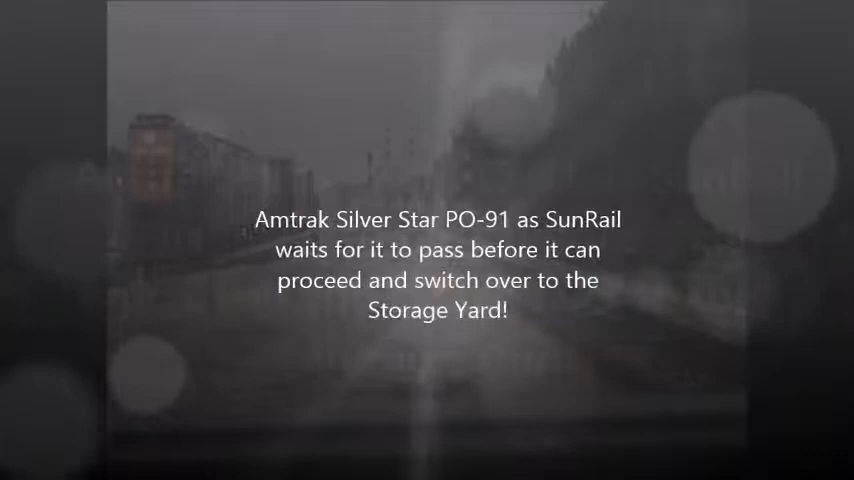 Amtrak Silver Star PO-91 as SunRail
waits for it to pass before it can
proceed and switch over to the
Storage Yard!